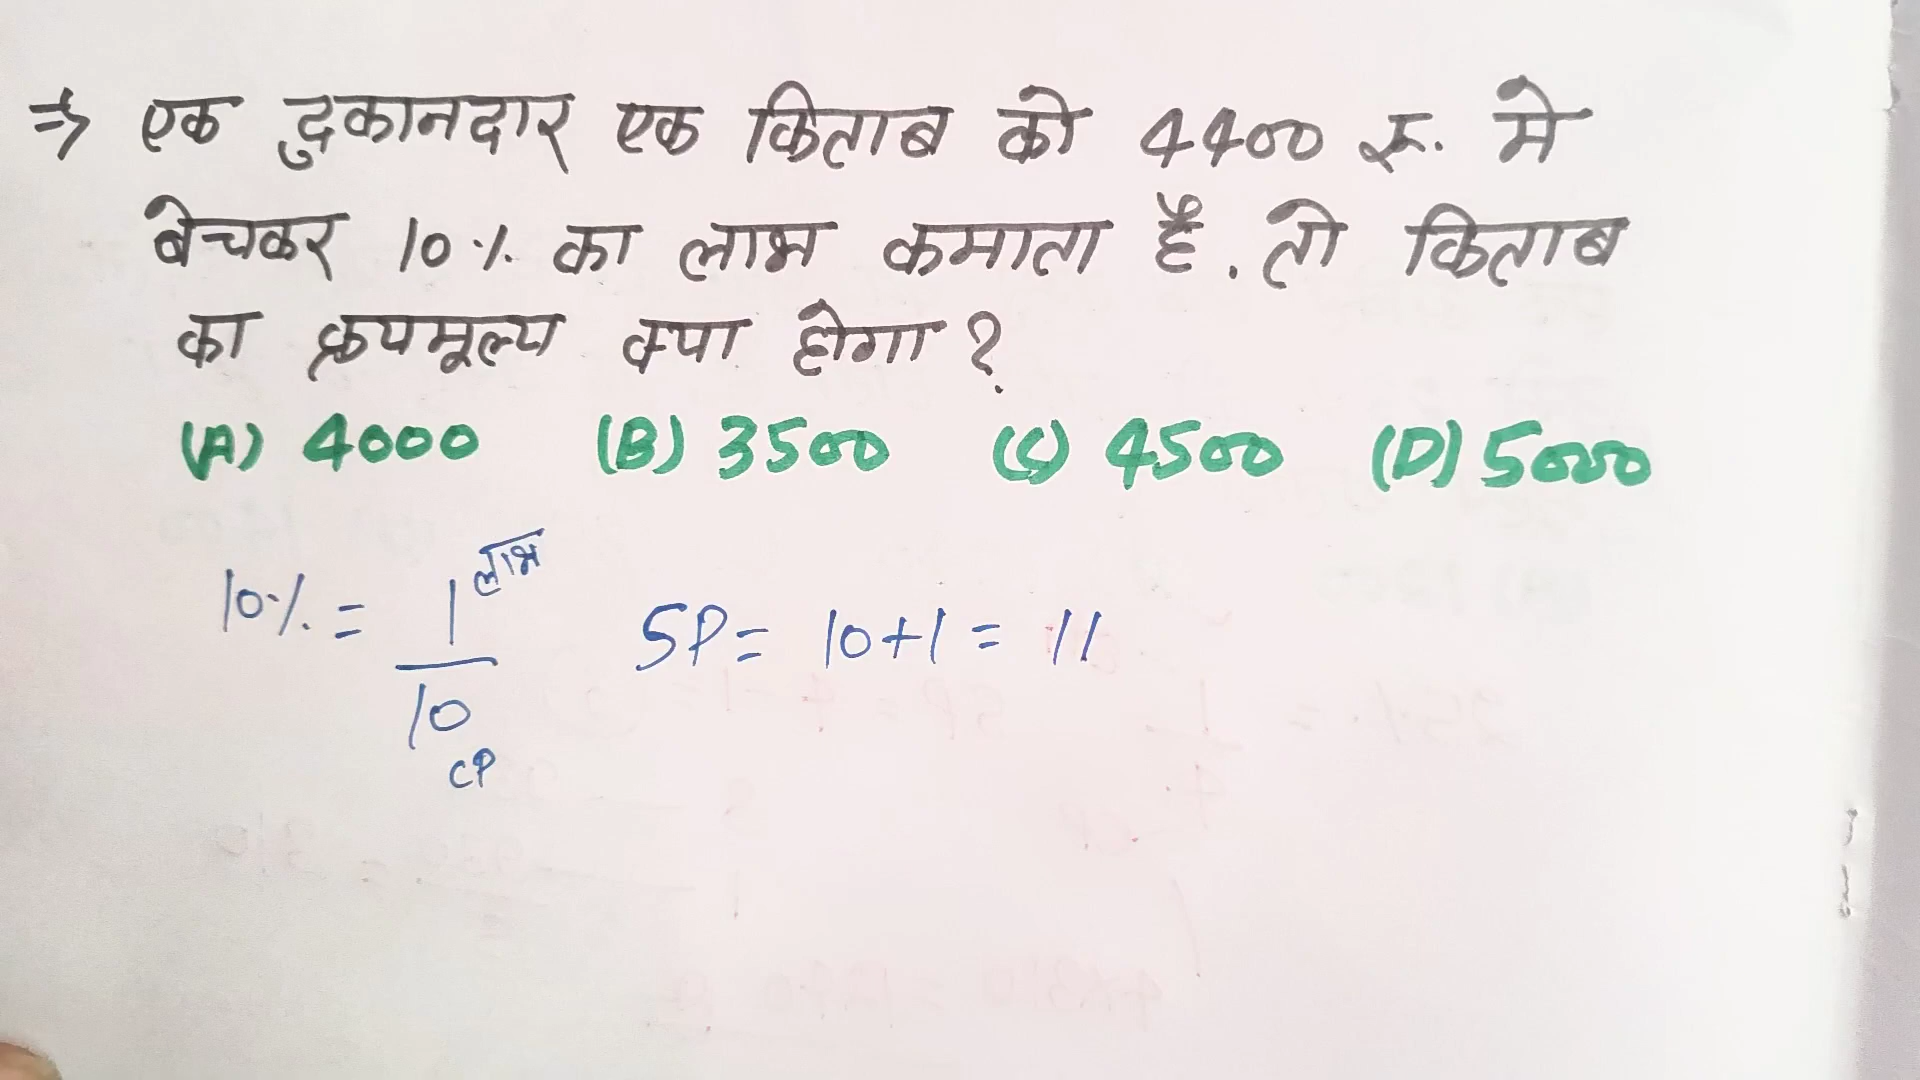 ⇒ एक दुकानदार एक किताब को 4400 रू. मे
बेचकर 10% का लाभ कमाता है. तो किताब
का क्रयमूल्य क्या होगा?
(A) 4000 (B) 3500 (C) 4500 (D) 5000
10% = 1/10 लाभ CP SP = 10+1 = 11